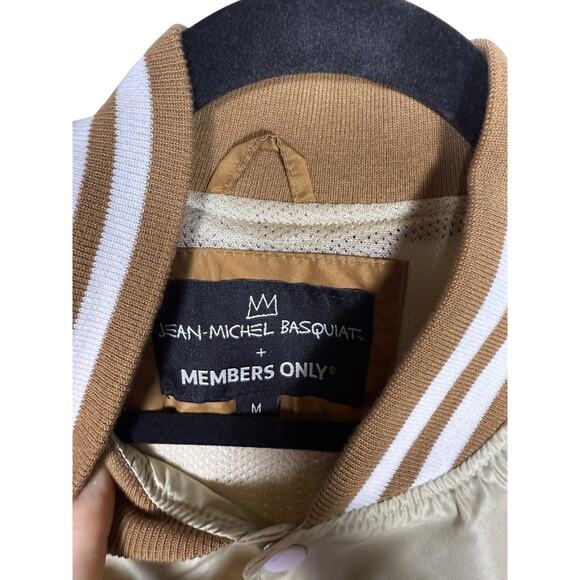 JEAN-MICHEL BASQUIAT™
+
MEMBERS ONLY®
M